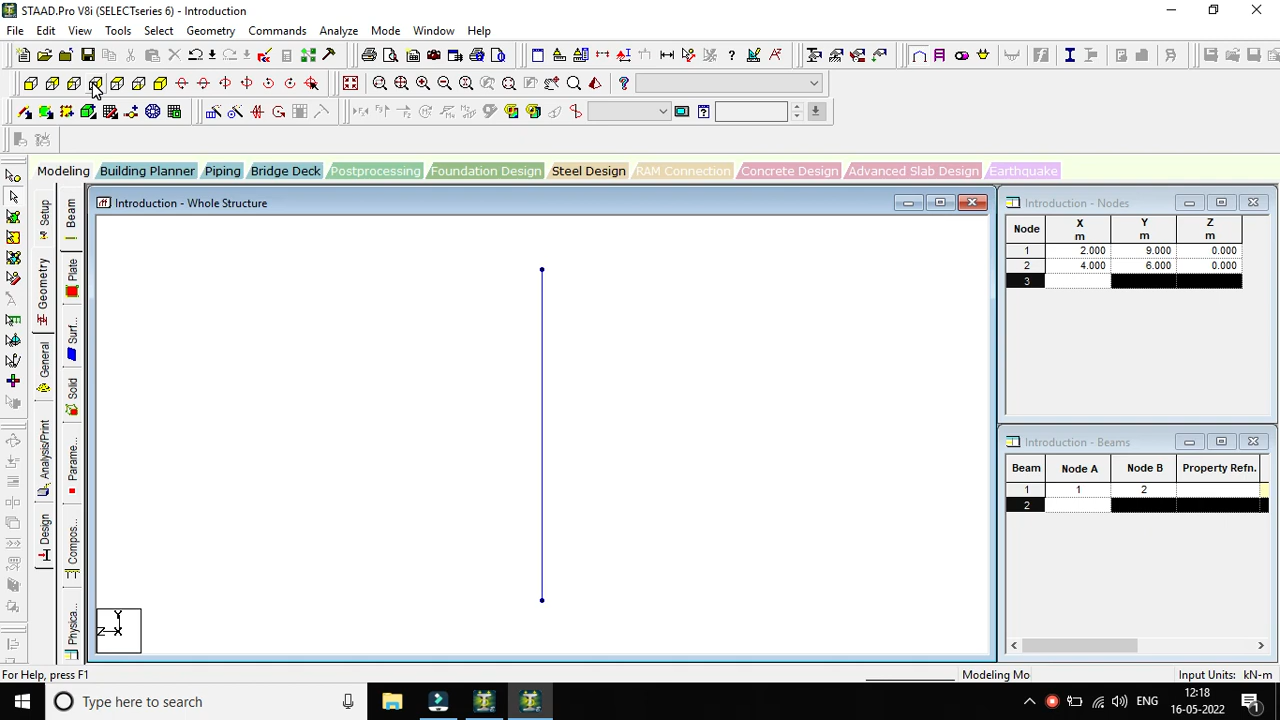 STAAD.Pro V8i (SELECTseries 6) - Introduction
File Edit View Tools Select Geometry Commands Analyze Mode Window Help
Modeling Building Planner Piping Bridge Deck Postprocessing Foundation Design Steel Design RAM Connection Concrete Design Advanced Slab Design Earthquake
Setup
Geometry
General
Analysis/Print
Design
Beam
Plate
Surf...
Solid
Parame...
Compos...
Physica...
Introduction - Whole Structure
Y
Z X
Introduction - Nodes
Node X m Y m Z m
1 2.000 9.000 0.000
2 4.000 6.000 0.000
3
Introduction - Beams
Beam Node A Node B Property Refn.
1 1 2
2
For Help, press F1 Modeling Mo Input Units: kN-m
Type here to search
ENG
12:18
16-05-2022
1